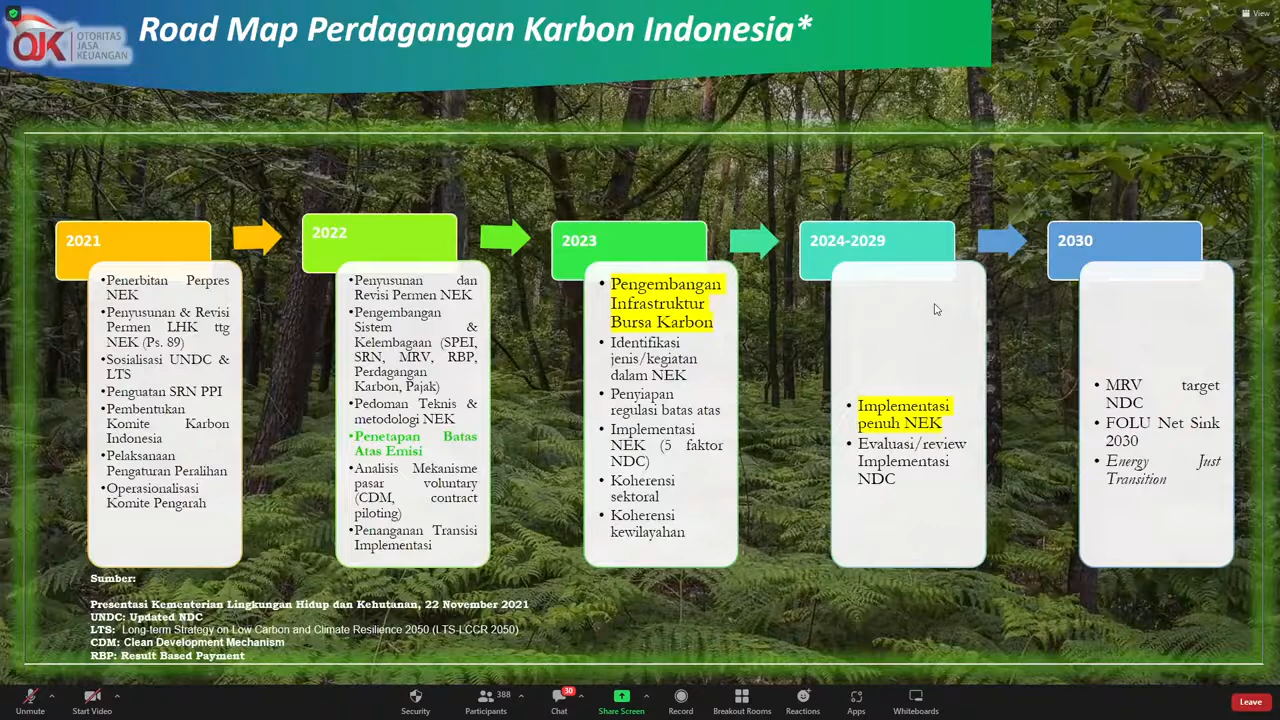 Road Map Perdagangan Karbon Indonesia*
OJK
OTORITAS
JASA
KEUANGAN
View
2021
•Penerbitan Perpres
NEK
•Penyusunan & Revisi
Permen LHK ttg
NEK (Ps. 89)
•Sosialisasi UNDC &
LTS
•Penguatan SRN PPI
•Pembentukan
Komite Karbon
Indonesia
•Pelaksanaan
Pengaturan Peralihan
•Operasionalisasi
Komite Pengarah
2022
•Penyusunan dan
Revisi Permen NEK
•Pengembangan
Sistem &
Kelembagaan (SPEI,
SRN, MRV, RBP,
Perdagangan
Karbon, Pajak)
•Pedoman Teknis &
metodologi NEK
•Penetapan Batas
Atas Emisi
•Analisis Mekanisme
pasar voluntary
(CDM, contract
piloting)
•Penanganan Transisi
Implementasi
2023
• Pengembangan
Infrastruktur
Bursa Karbon
• Identifikasi
jenis/kegiatan
dalam NEK
• Penyiapan
regulasi batas atas
• Implementasi
NEK (5 faktor
NDC)
• Koherensi
sektoral
• Koherensi
kewilayahan
2024-2029
• Implementasi
penuh NEK
• Evaluasi/review
Implementasi
NDC
2030
• MRV target
NDC
• FOLU Net Sink
2030
• Energy Just
Transition
Sumber:
Presentasi Kementerian Lingkungan Hidup dan Kehutanan, 22 November 2021
UNDC: Updated NDC
LTS: Long-term Strategy on Low Carbon and Climate Resilience 2050 (LTS-LCCR 2050)
CDM: Clean Development Mechanism
RBP: Result Based Payment
Unmute
Start Video
Security
Participants
388
Chat
30
Share Screen
Record
Breakout Rooms
Reactions
Apps
Whiteboards
Leave